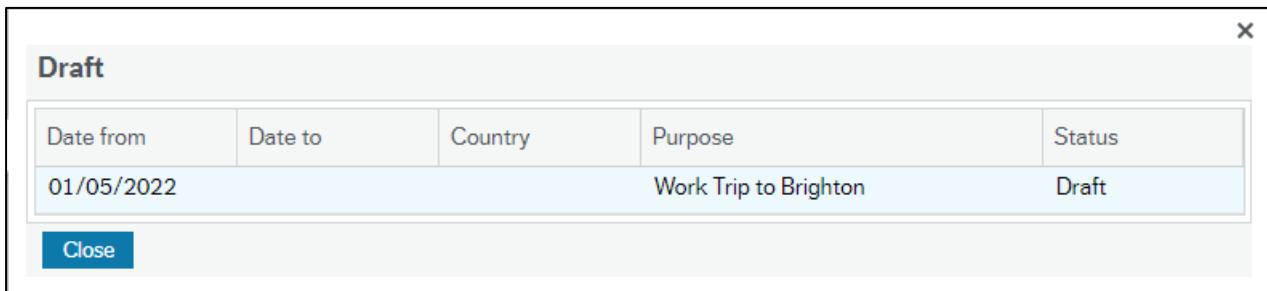 Draft
Date from Date to Country Purpose Status
01/05/2022 Work Trip to Brighton Draft
Close